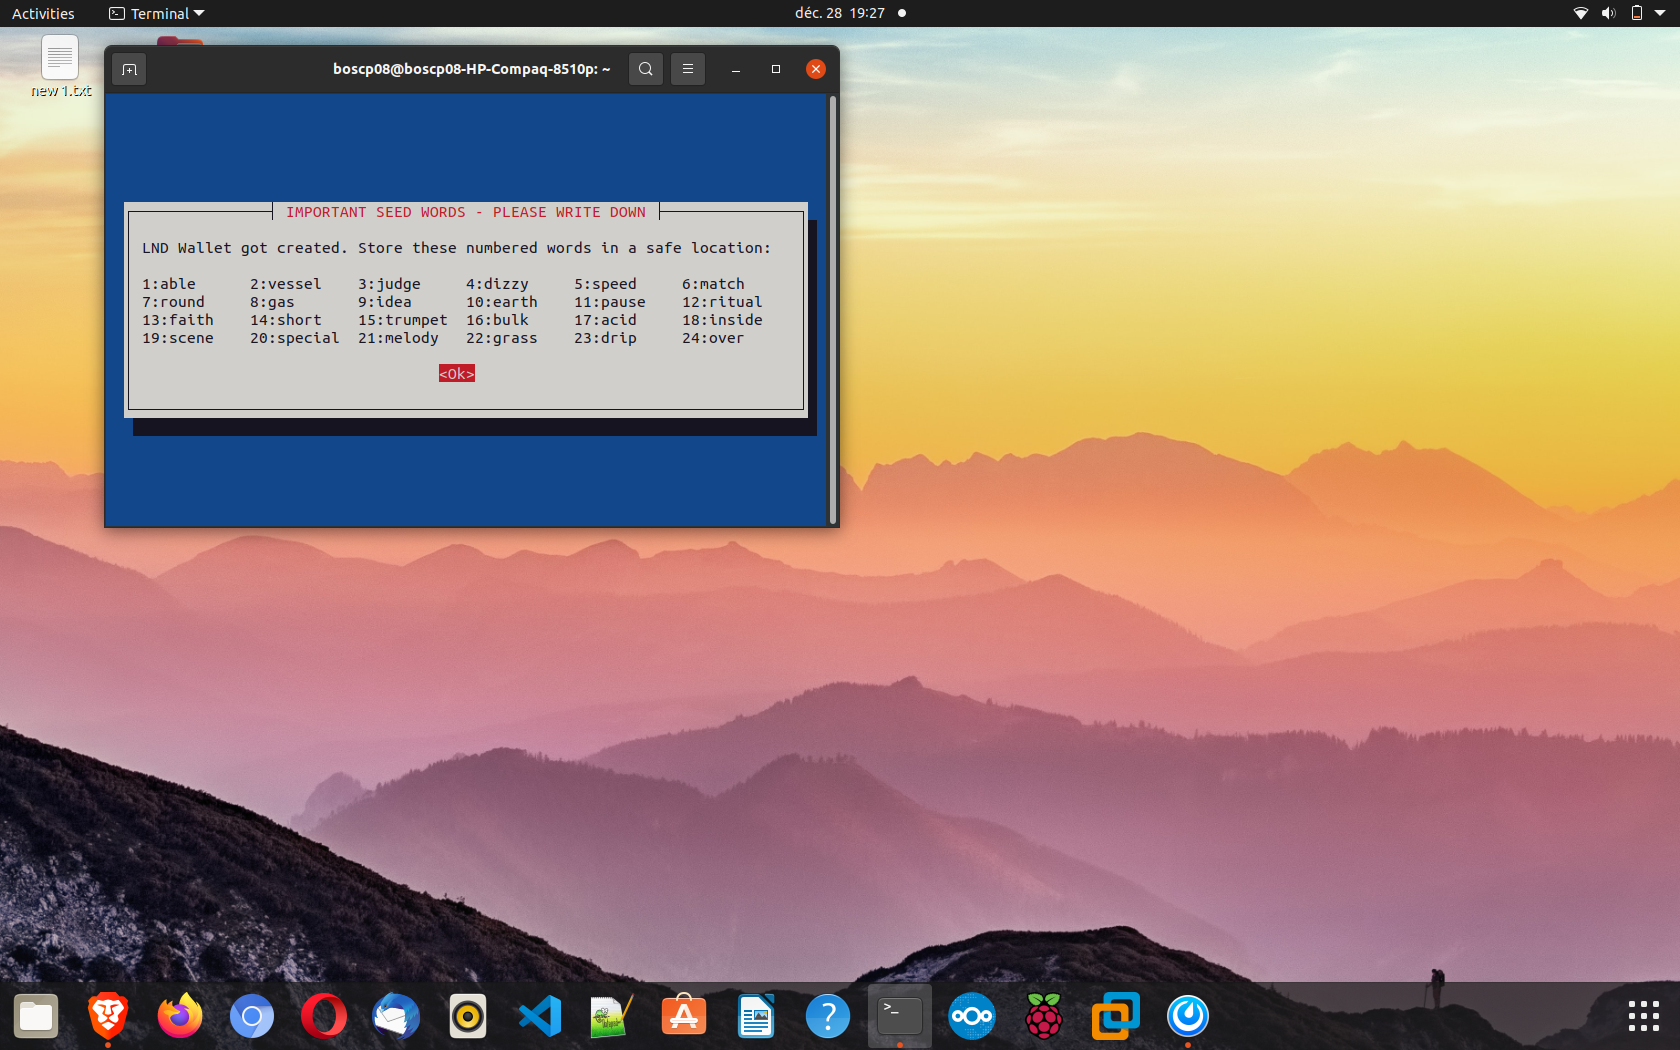 Activities Terminal déc. 28 19:27
new 1.txt
boscp08@boscp08-HP-Compaq-8510p: ~
IMPORTANT SEED WORDS - PLEASE WRITE DOWN
LND Wallet got created. Store these numbered words in a safe location:
1:able 2:vessel 3:judge 4:dizzy 5:speed 6:match
7:round 8:gas 9:idea 10:earth 11:pause 12:ritual
13:faith 14:short 15:trumpet 16:bulk 17:acid 18:inside
19:scene 20:special 21:melody 22:grass 23:drip 24:over
<Ok>